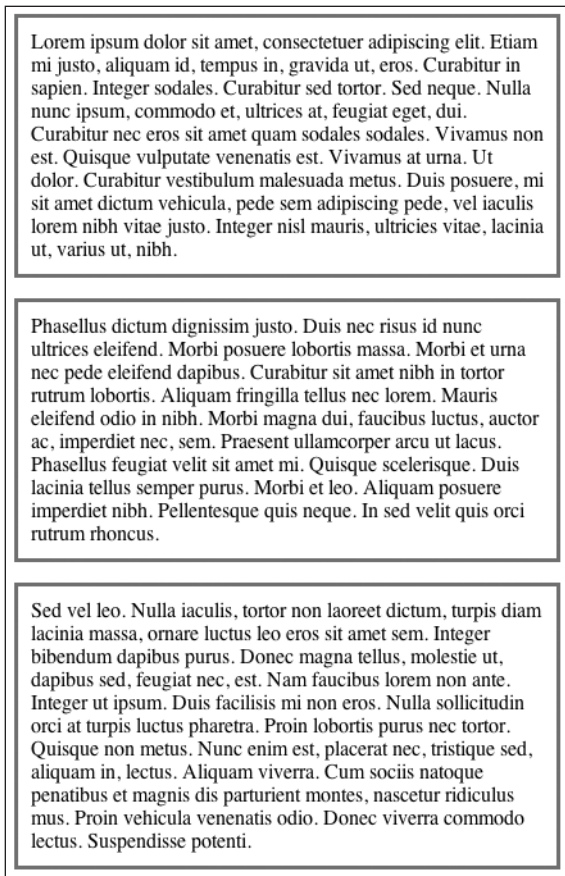 Lorem ipsum dolor sit amet, consectetuer adipiscing elit. Etiam
mi justo, aliquam id, tempus in, gravida ut, eros. Curabitur in
sapien. Integer sodales. Curabitur sed tortor. Sed neque. Nulla
nunc ipsum, commodo et, ultrices at, feugiat eget, dui.
Curabitur nec eros sit amet quam sodales sodales. Vivamus non
est. Quisque vulputate venenatis est. Vivamus at urna. Ut
dolor. Curabitur vestibulum malesuada metus. Duis posuere, mi
sit amet dictum vehicula, pede sem adipiscing pede, vel iaculis
lorem nibh vitae justo. Integer nisl mauris, ultricies vitae, lacinia
ut, varius ut, nibh.
Phasellus dictum dignissim justo. Duis nec risus id nunc
ultrices eleifend. Morbi posuere lobortis massa. Morbi et urna
nec pede eleifend dapibus. Curabitur sit amet nibh in tortor
rutrum lobortis. Aliquam fringilla tellus nec lorem. Mauris
eleifend odio in nibh. Morbi magna dui, faucibus luctus, auctor
ac, imperdiet nec, sem. Praesent ullamcorper arcu ut lacus.
Phasellus feugiat velit sit amet mi. Quisque scelerisque. Duis
lacinia tellus semper purus. Morbi et leo. Aliquam posuere
imperdiet nibh. Pellentesque quis neque. In sed velit quis orci
rutrum rhoncus.
Sed vel leo. Nulla iaculis, tortor non laoreet dictum, turpis diam
lacinia massa, ornare luctus leo eros sit amet sem. Integer
bibendum dapibus purus. Donec magna tellus, molestie ut,
dapibus sed, feugiat nec, est. Nam faucibus lorem non ante.
Integer ut ipsum. Duis facilisis mi non eros. Nulla sollicitudin
orci at turpis luctus pharetra. Proin lobortis purus nec tortor.
Quisque non metus. Nunc enim est, placerat nec, tristique sed,
aliquam in, lectus. Aliquam viverra. Cum sociis natoque
penatibus et magnis dis parturient montes, nascetur ridiculus
mus. Proin vehicula venenatis odio. Donec viverra commodo
lectus. Suspendisse potenti.